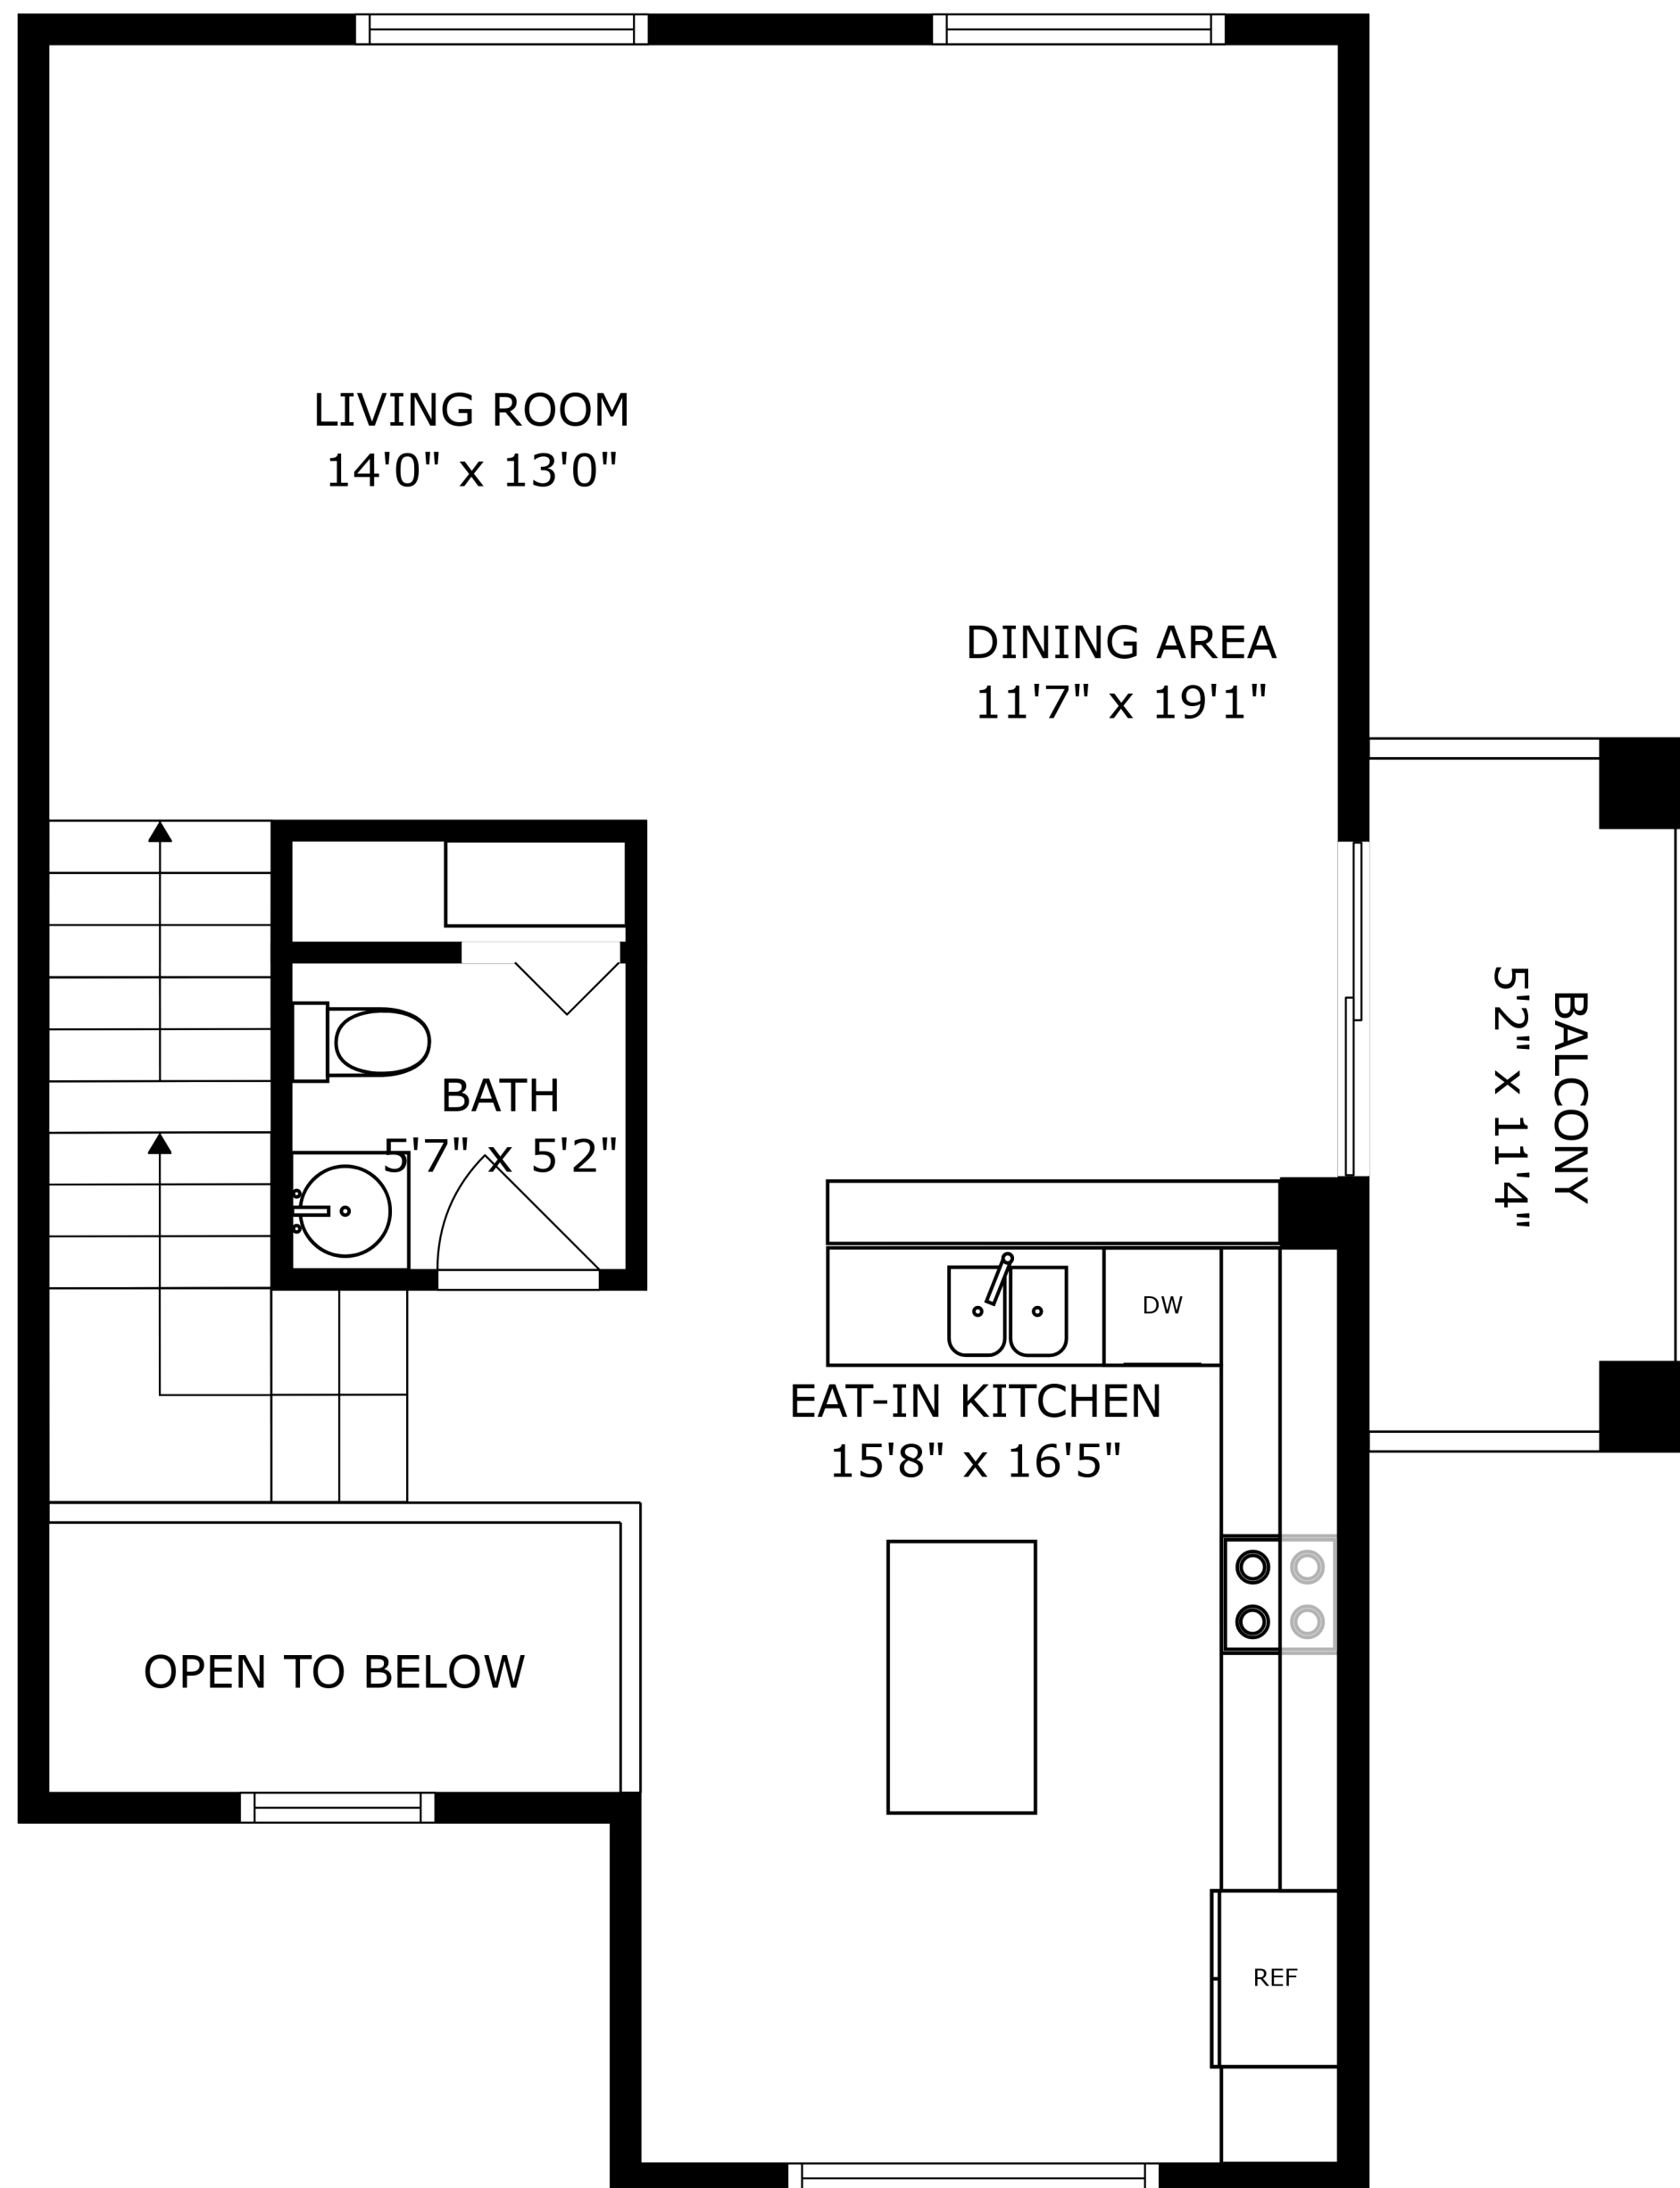 LIVING ROOM
14'0" x 13'0"
DINING AREA
11'7" x 19'1"
BALCONY
5'2" x 11'4"
BATH
5'7" x 5'2"
DW
EAT-IN KITCHEN
15'8" x 16'5"
OPEN TO BELOW
REF